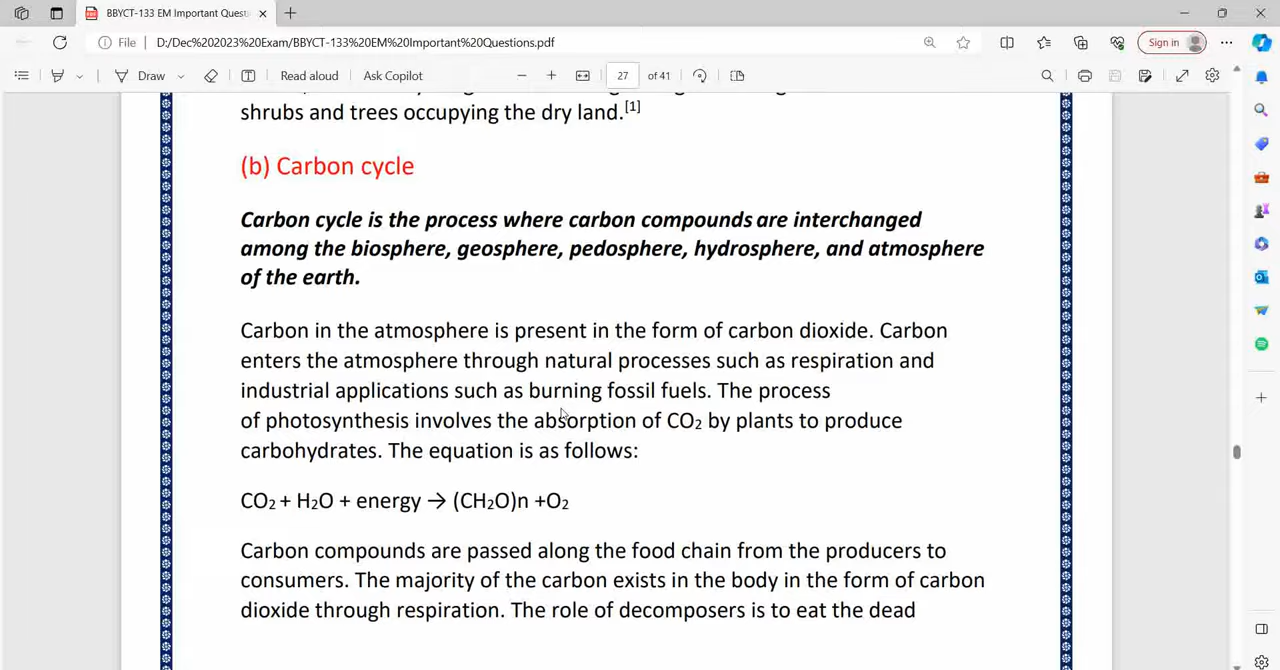 BBYCT-133 EM Important Quest
File
D:/Dec%202023%20Exam/BBYCT-133%20EM%20Important%20Questions.pdf
Sign in
Draw
Read aloud
Ask Copilot
27
of 41
shrubs and trees occupying the dry land.[1]
(b) Carbon cycle
Carbon cycle is the process where carbon compounds are interchanged
among the biosphere, geosphere, pedosphere, hydrosphere, and atmosphere
of the earth.
Carbon in the atmosphere is present in the form of carbon dioxide. Carbon
enters the atmosphere through natural processes such as respiration and
industrial applications such as burning fossil fuels. The process
of photosynthesis involves the absorption of CO₂ by plants to produce
carbohydrates. The equation is as follows:
CO₂ + H₂O + energy → (CH₂O)n +O₂
Carbon compounds are passed along the food chain from the producers to
consumers. The majority of the carbon exists in the body in the form of carbon
dioxide through respiration. The role of decomposers is to eat the dead